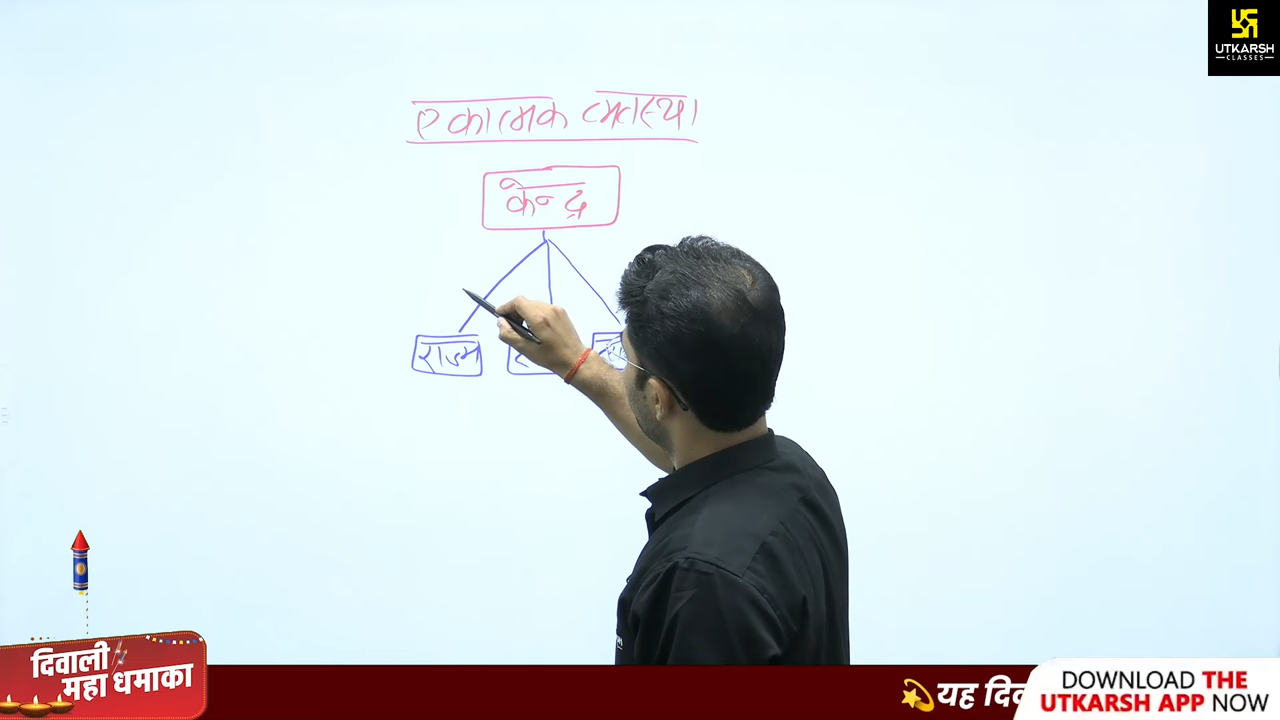 UTKARSH
CLASSES
एकात्मक व्यवस्था
केन्द्र
राज्य
दिवाली
महा धमाका
यह
DOWNLOAD THE
UTKARSH APP NOW